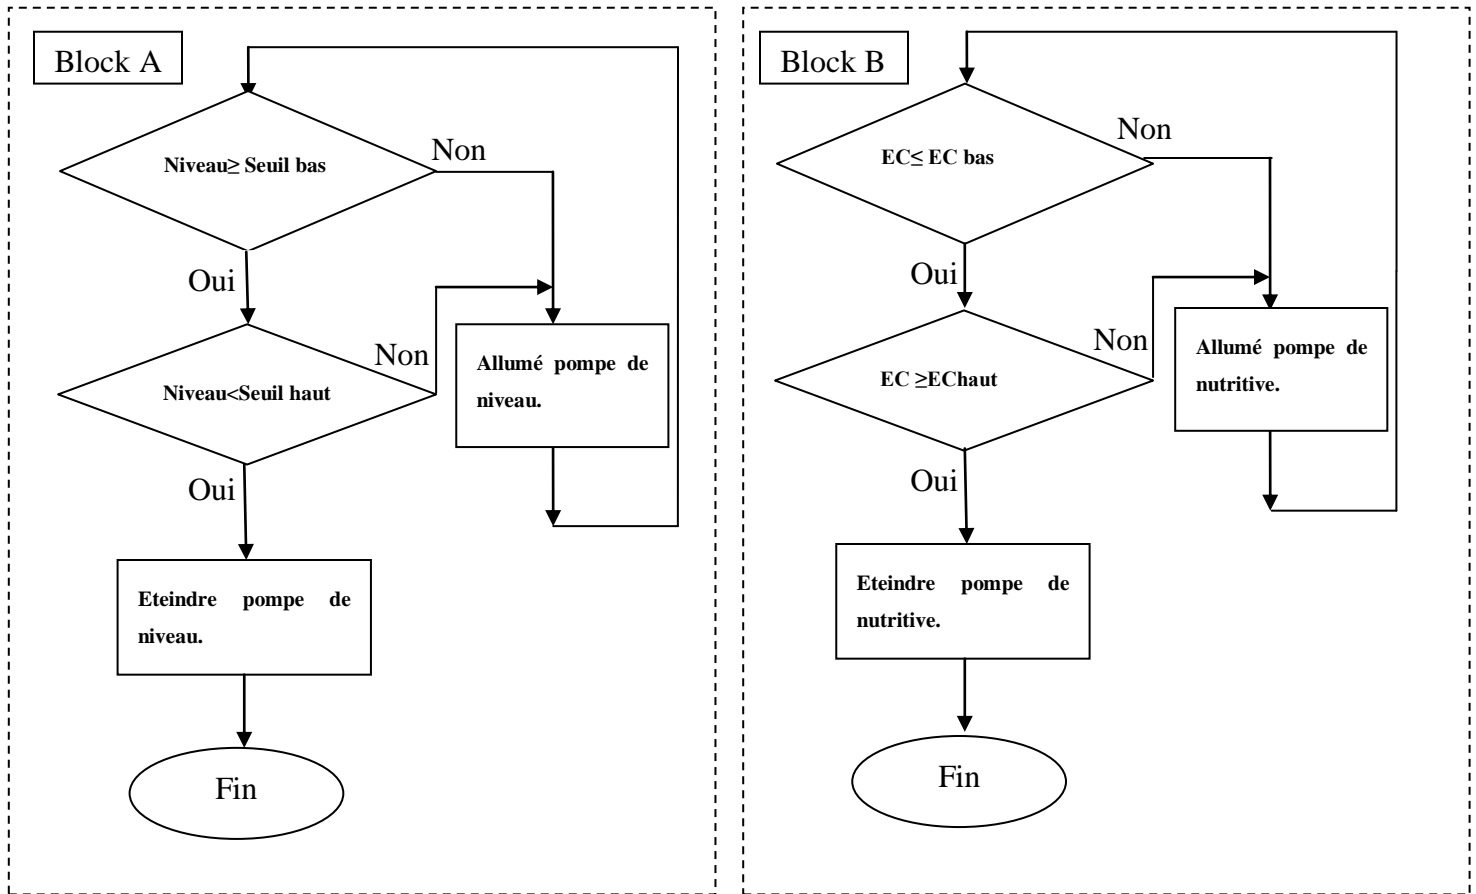 Block A
Niveau≥ Seuil bas
Non
Oui
Niveau<Seuil haut
Non
Allumé pompe de
niveau.
Oui
Eteindre pompe de
niveau.
Fin
Block B
EC≤ EC bas
Non
Oui
EC ≥EChaut
Non
Allumé pompe de
nutritive.
Oui
Eteindre pompe de
nutritive.
Fin